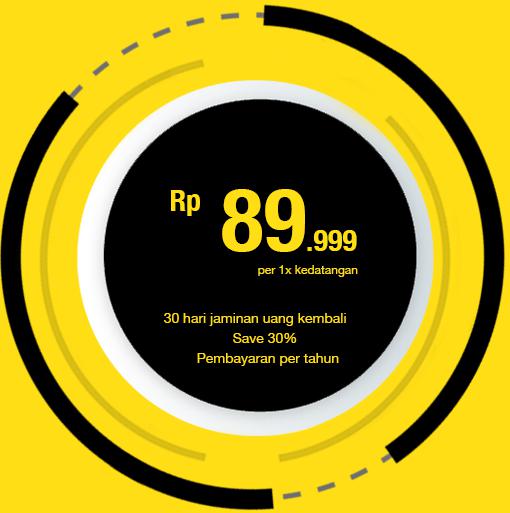 Rp 89.999
per 1x kedatangan
30 hari jaminan uang kembali
Save 30%
Pembayaran per tahun